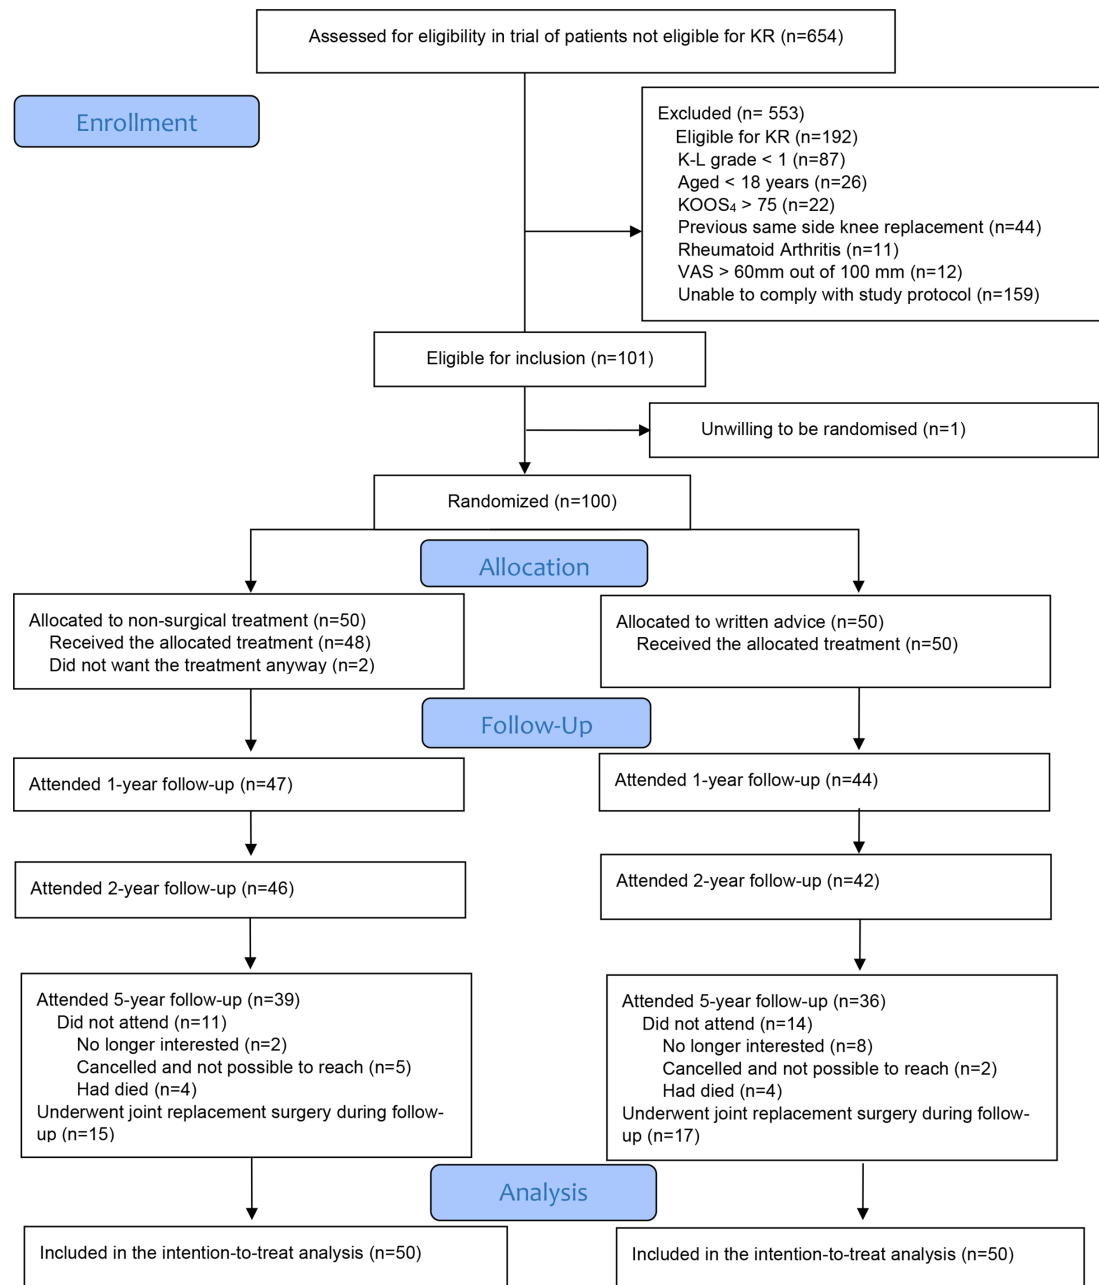 Assessed for eligibility in trial of patients not eligible for KR (n=654)
Enrollment
Excluded (n= 553)
Eligible for KR (n=192)
K-L grade < 1 (n=87)
Aged < 18 years (n=26)
KOOS₄ > 75 (n=22)
Previous same side knee replacement (n=44)
Rheumatoid Arthritis (n=11)
VAS > 60mm out of 100 mm (n=12)
Unable to comply with study protocol (n=159)
Eligible for inclusion (n=101)
Unwilling to be randomised (n=1)
Randomized (n=100)
Allocation
Allocated to non-surgical treatment (n=50)
Received the allocated treatment (n=48)
Did not want the treatment anyway (n=2)
Allocated to written advice (n=50)
Received the allocated treatment (n=50)
Follow-Up
Attended 1-year follow-up (n=47)
Attended 1-year follow-up (n=44)
Attended 2-year follow-up (n=46)
Attended 2-year follow-up (n=42)
Attended 5-year follow-up (n=39)
Did not attend (n=11)
No longer interested (n=2)
Cancelled and not possible to reach (n=5)
Had died (n=4)
Underwent joint replacement surgery during follow-
up (n=15)
Attended 5-year follow-up (n=36)
Did not attend (n=14)
No longer interested (n=8)
Cancelled and not possible to reach (n=2)
Had died (n=4)
Underwent joint replacement surgery during follow-
up (n=17)
Analysis
Included in the intention-to-treat analysis (n=50)
Included in the intention-to-treat analysis (n=50)